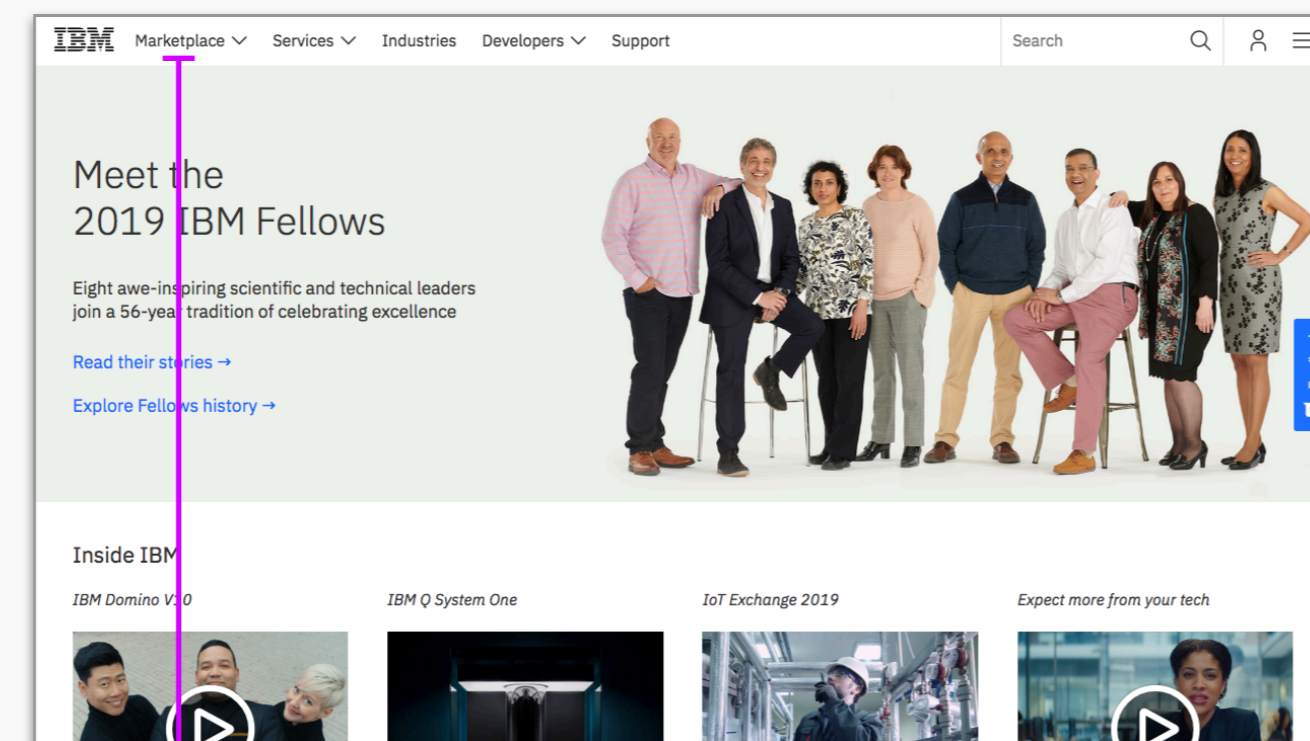 IBM Marketplace Services Industries Developers Support Search
Meet the
2019 IBM Fellows
Eight awe-inspiring scientific and technical leaders
join a 56-year tradition of celebrating excellence
Read their stories →
Explore Fellows history →
Inside IBM
IBM Domino V10
IBM Q System One
IoT Exchange 2019
Expect more from your tech